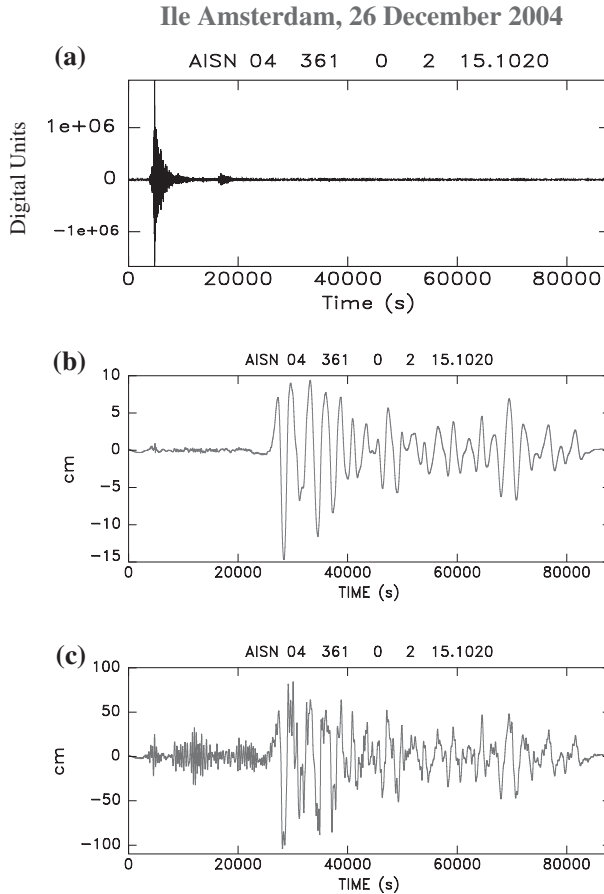 Ile Amsterdam, 26 December 2004
(a)
AISN 04 361 0 2 15.1020
Digital Units
1e+06
0
-1e+06
0 20000 40000 60000 80000
Time (s)
(b)
AISN 04 361 0 2 15.1020
cm
10
5
0
-5
-10
-15
0 20000 40000 60000 80000
TIME (s)
(c)
AISN 04 361 0 2 15.1020
cm
100
50
0
-50
-100
0 20000 40000 60000 80000
TIME (s)